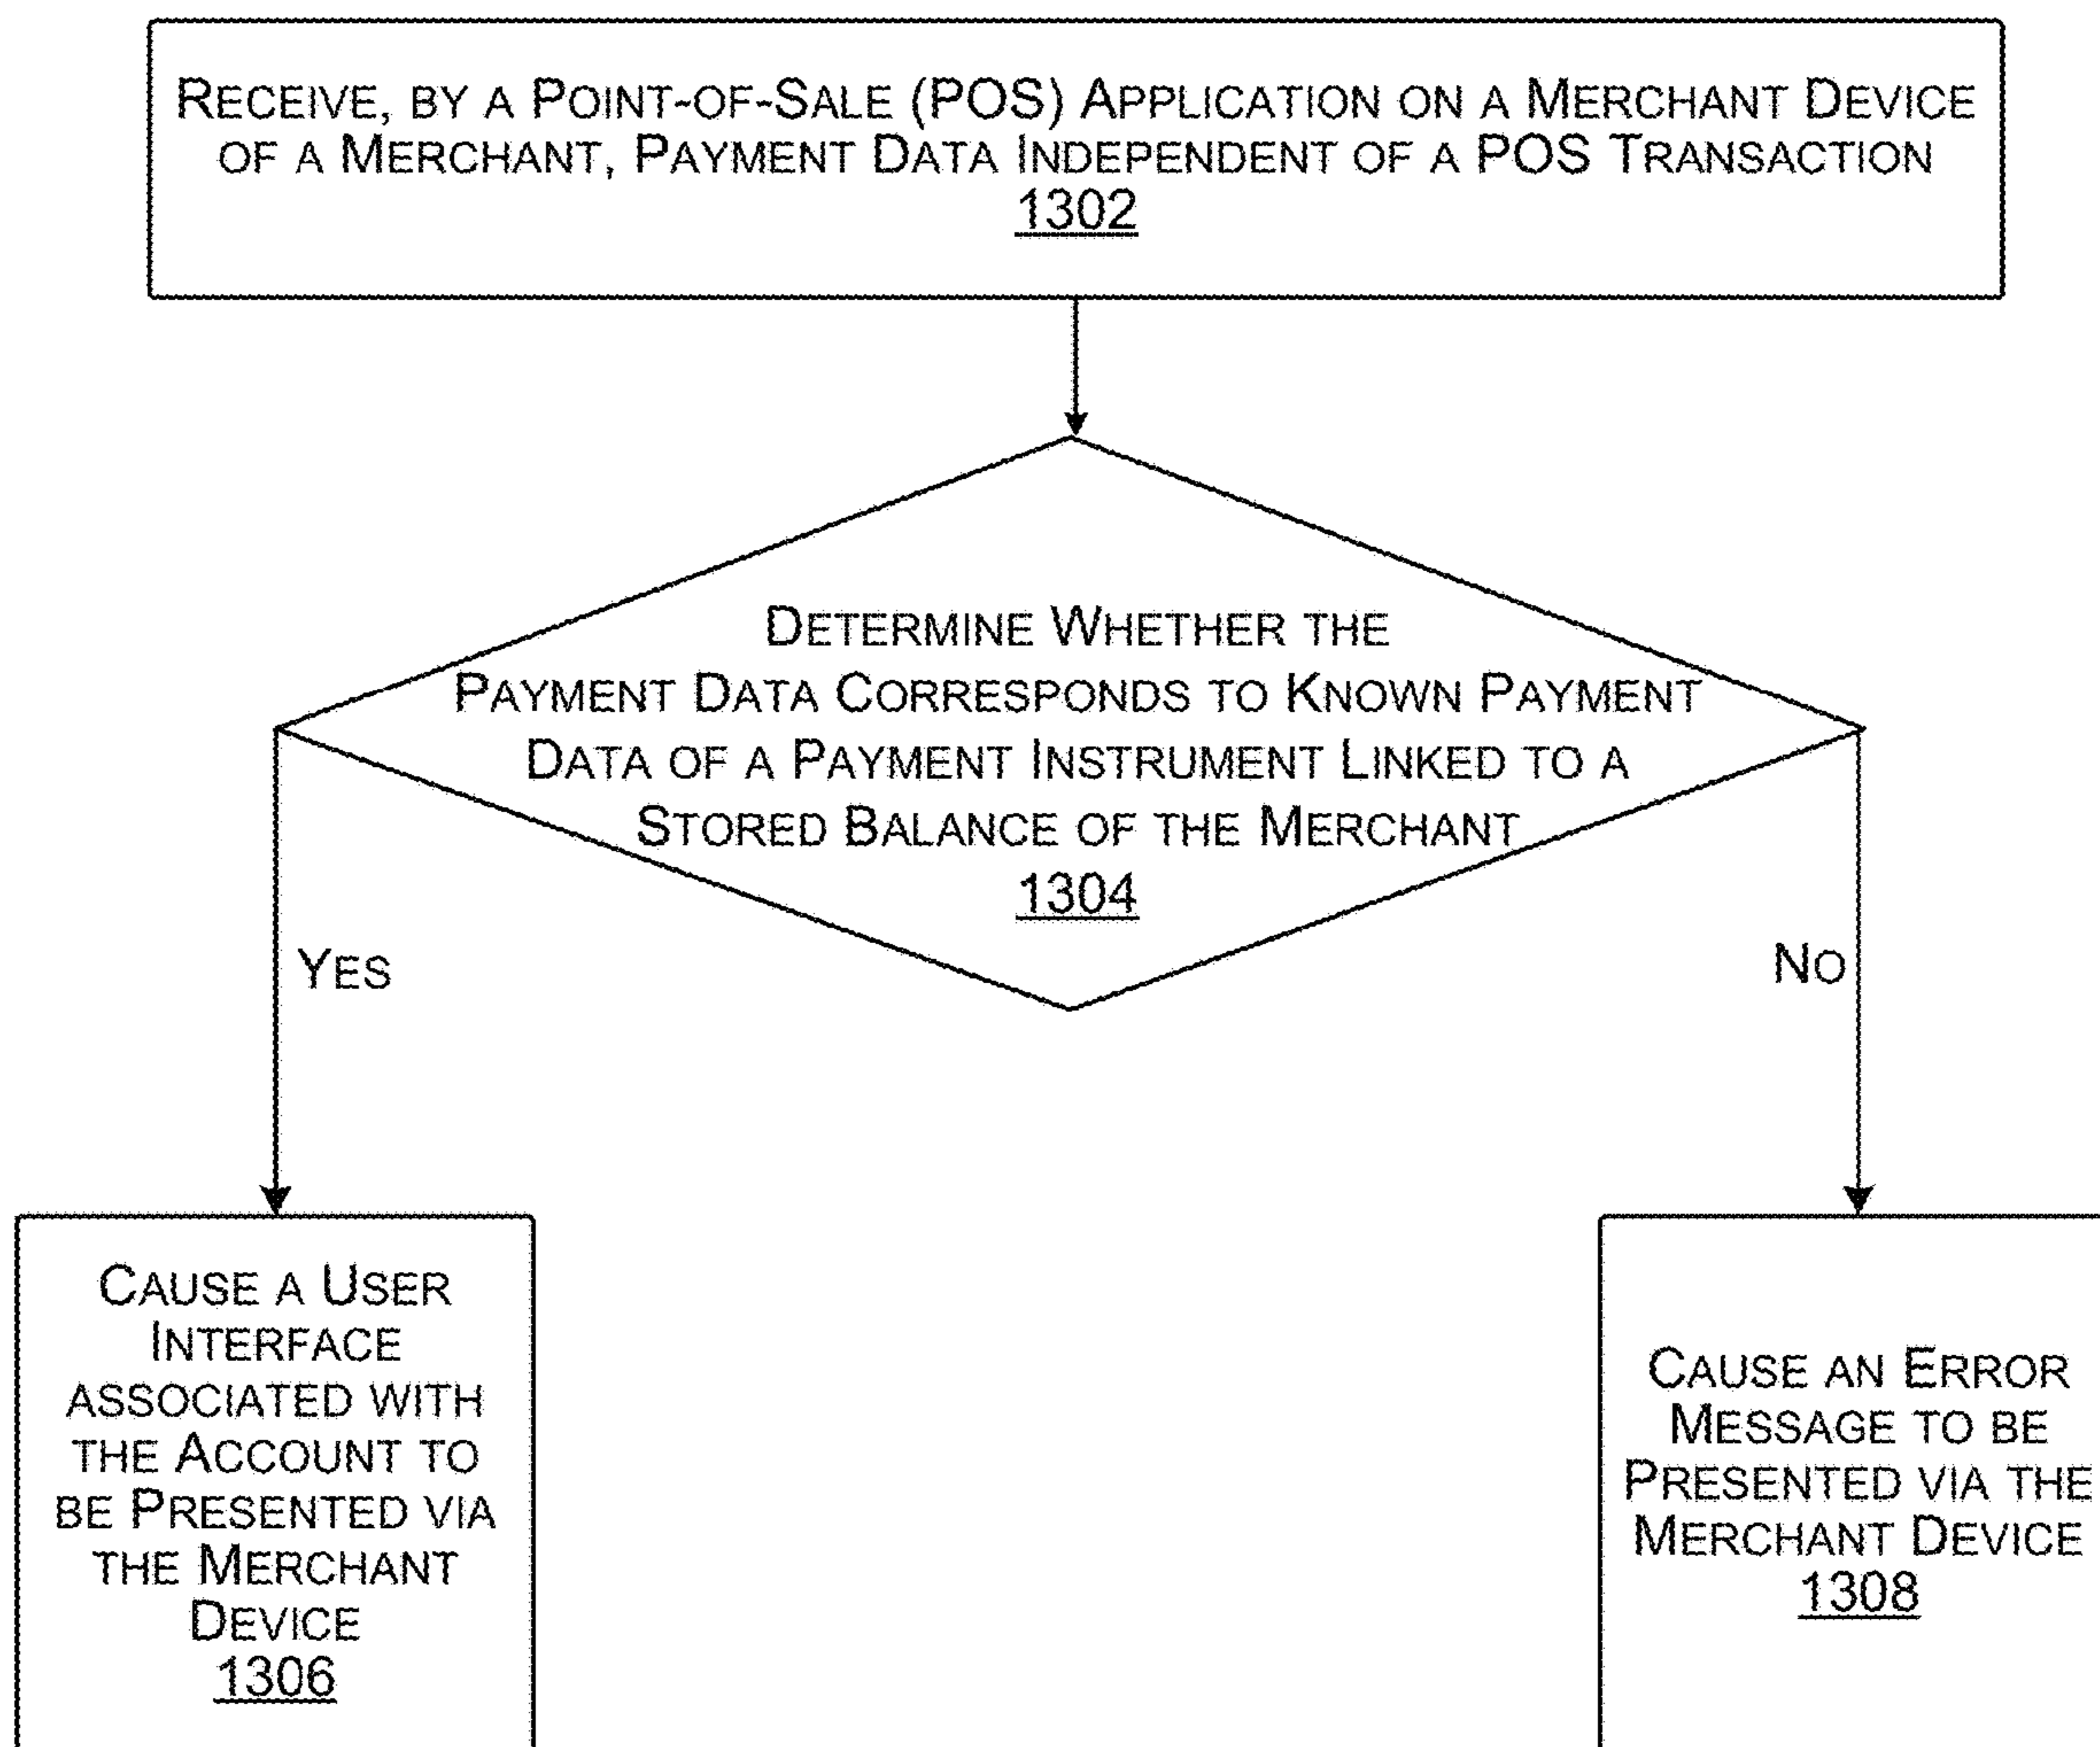 RECEIVE, BY A POINT-OF-SALE (POS) APPLICATION ON A MERCHANT DEVICE
OF A MERCHANT, PAYMENT DATA INDEPENDENT OF A POS TRANSACTION
1302
DETERMINE WHETHER THE
PAYMENT DATA CORRESPONDS TO KNOWN PAYMENT
DATA OF A PAYMENT INSTRUMENT LINKED TO A
STORED BALANCE OF THE MERCHANT
1304
YES
NO
CAUSE A USER
INTERFACE
ASSOCIATED WITH
THE ACCOUNT TO
BE PRESENTED VIA
THE MERCHANT
DEVICE
1306
CAUSE AN ERROR
MESSAGE TO BE
PRESENTED VIA THE
MERCHANT DEVICE
1308